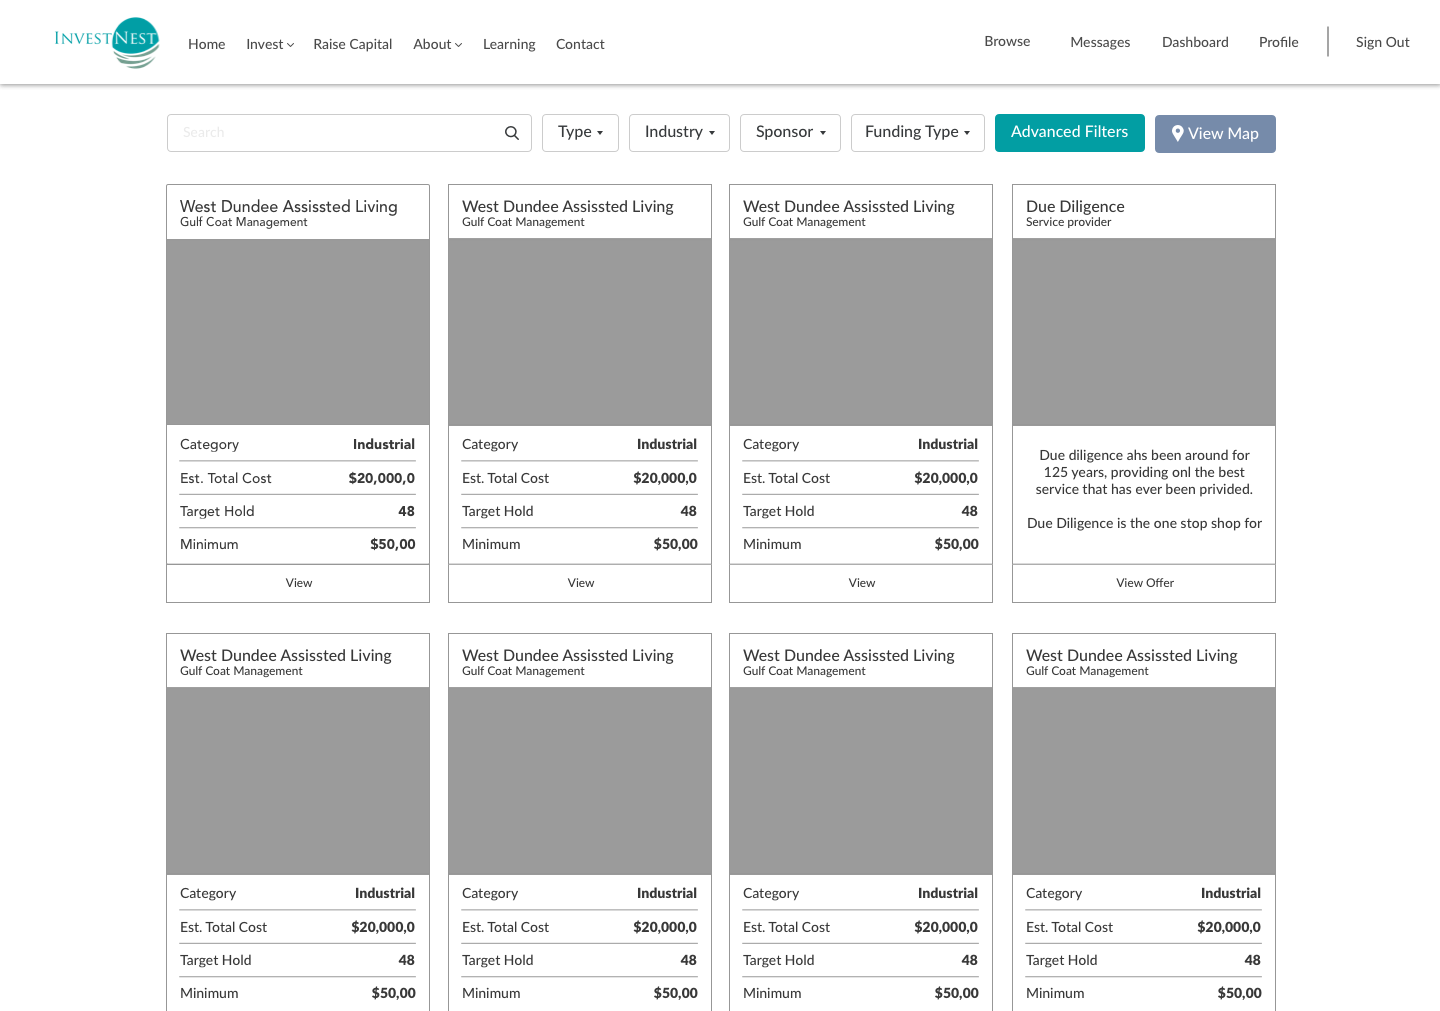 INVESTNEST
Home Invest Raise Capital About Learning Contact
Browse Messages Dashboard Profile Sign Out
Search Type Industry Sponsor Funding Type Advanced Filters View Map
West Dundee Assissted Living
Gulf Coat Management
Category Industrial
Est. Total Cost $20,000,0
Target Hold 48
Minimum $50,00
View
West Dundee Assissted Living
Gulf Coat Management
Category Industrial
Est. Total Cost $20,000,0
Target Hold 48
Minimum $50,00
View
West Dundee Assissted Living
Gulf Coat Management
Category Industrial
Est. Total Cost $20,000,0
Target Hold 48
Minimum $50,00
View
Due Diligence
Service provider
Due diligence ahs been around for
125 years, providing onl the best
service that has ever been privided.
Due Diligence is the one stop shop for
View Offer
West Dundee Assissted Living
Gulf Coat Management
Category Industrial
Est. Total Cost $20,000,0
Target Hold 48
Minimum $50,00
West Dundee Assissted Living
Gulf Coat Management
Category Industrial
Est. Total Cost $20,000,0
Target Hold 48
Minimum $50,00
West Dundee Assissted Living
Gulf Coat Management
Category Industrial
Est. Total Cost $20,000,0
Target Hold 48
Minimum $50,00
West Dundee Assissted Living
Gulf Coat Management
Category Industrial
Est. Total Cost $20,000,0
Target Hold 48
Minimum $50,00